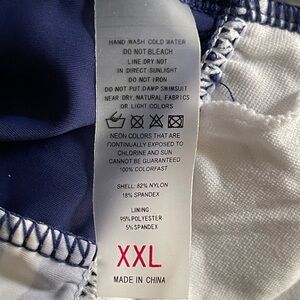 HAND WASH COLD WATER
DO NOT BLEACH
LINE DRY NOT
IN DIRECT SUNLIGHT
DO NOT IRON
DO NOT PUT DAMP SWIMSUIT
NEAR DRY, NATURAL FABRICS
OR LIGHT COLORS
NEON COLORS THAT ARE
CONTINUALLY EXPOSED TO
CHLORINE AND SUN
CANNOT BE GUARANTEED
100% COLORFAST
SHELL: 82% NYLON
18% SPANDEX
LINING
95% POLYESTER
5% SPANDEX
XXL
MADE IN CHINA